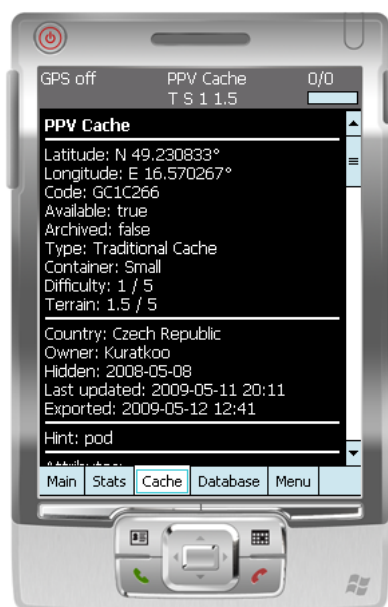 GPS off PPV Cache 0/0
T S 1 1.5
PPV Cache
Latitude: N 49.230833°
Longitude: E 16.570267°
Code: GC1C266
Available: true
Archived: false
Type: Traditional Cache
Container: Small
Difficulty: 1 / 5
Terrain: 1.5 / 5
Country: Czech Republic
Owner: Kuratkoo
Hidden: 2008-05-08
Last updated: 2009-05-11 20:11
Exported: 2009-05-12 12:41
Hint: pod
Main Stats Cache Database Menu